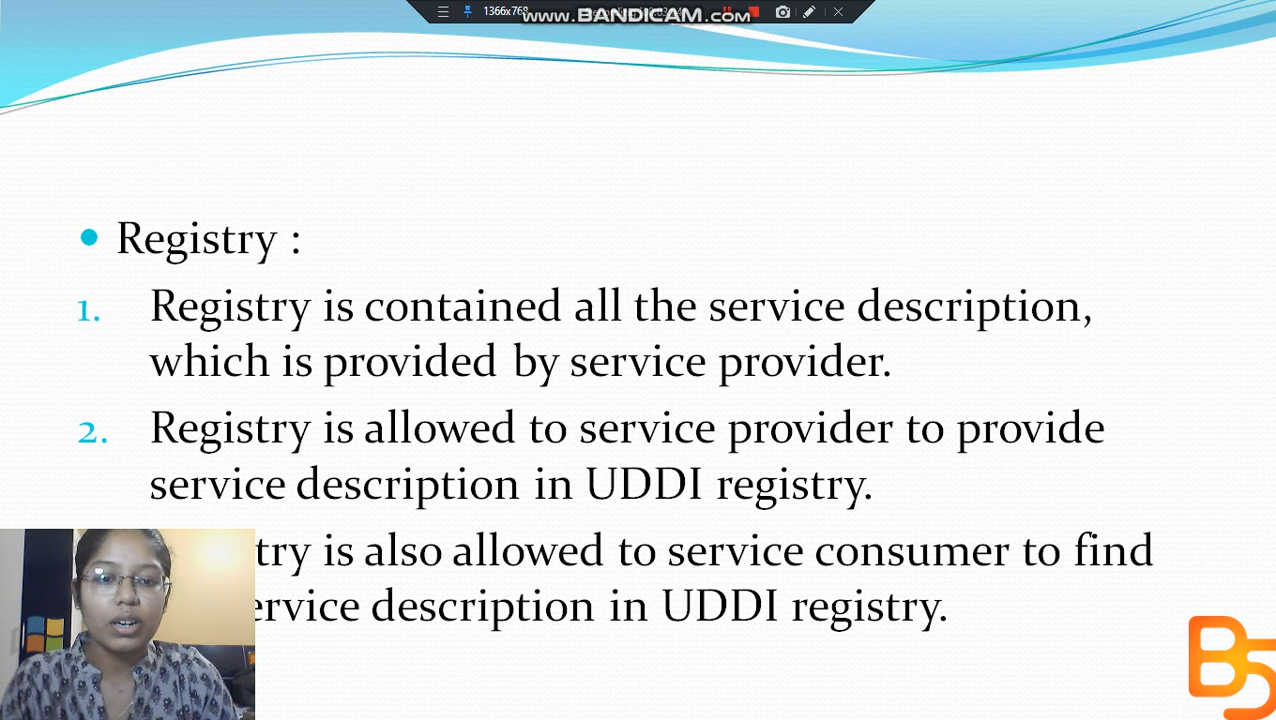 1366x768
www.BANDICAM.com
Registry :
1. Registry is contained all the service description,
which is provided by service provider.
2. Registry is allowed to service provider to provide
service description in UDDI registry.
try is also allowed to service consumer to find
ervice description in UDDI registry.
B5